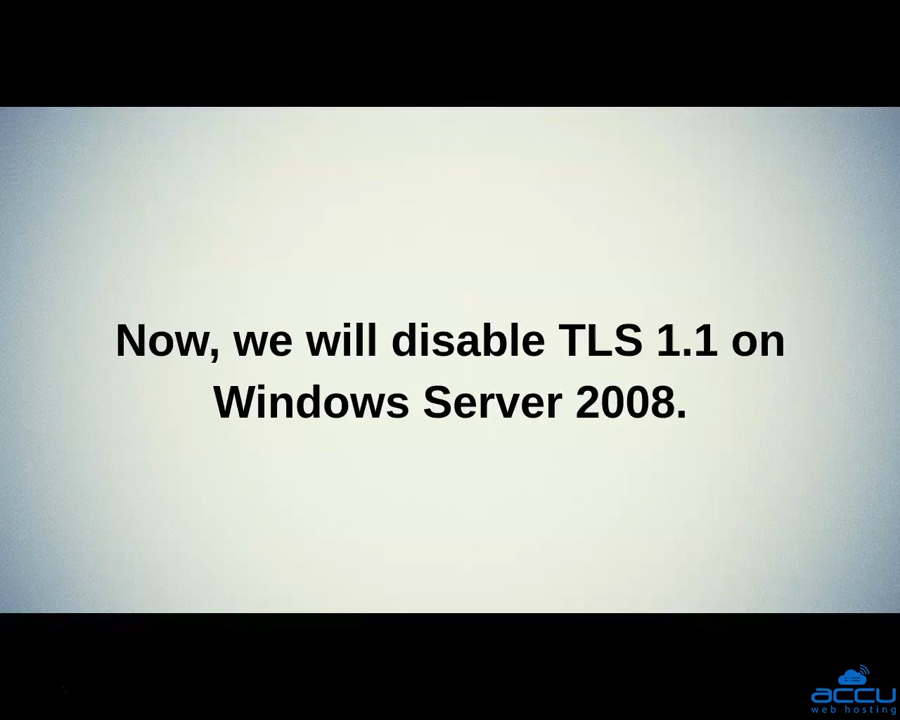 Now, we will disable TLS 1.1 on
Windows Server 2008.
accu
web hosting